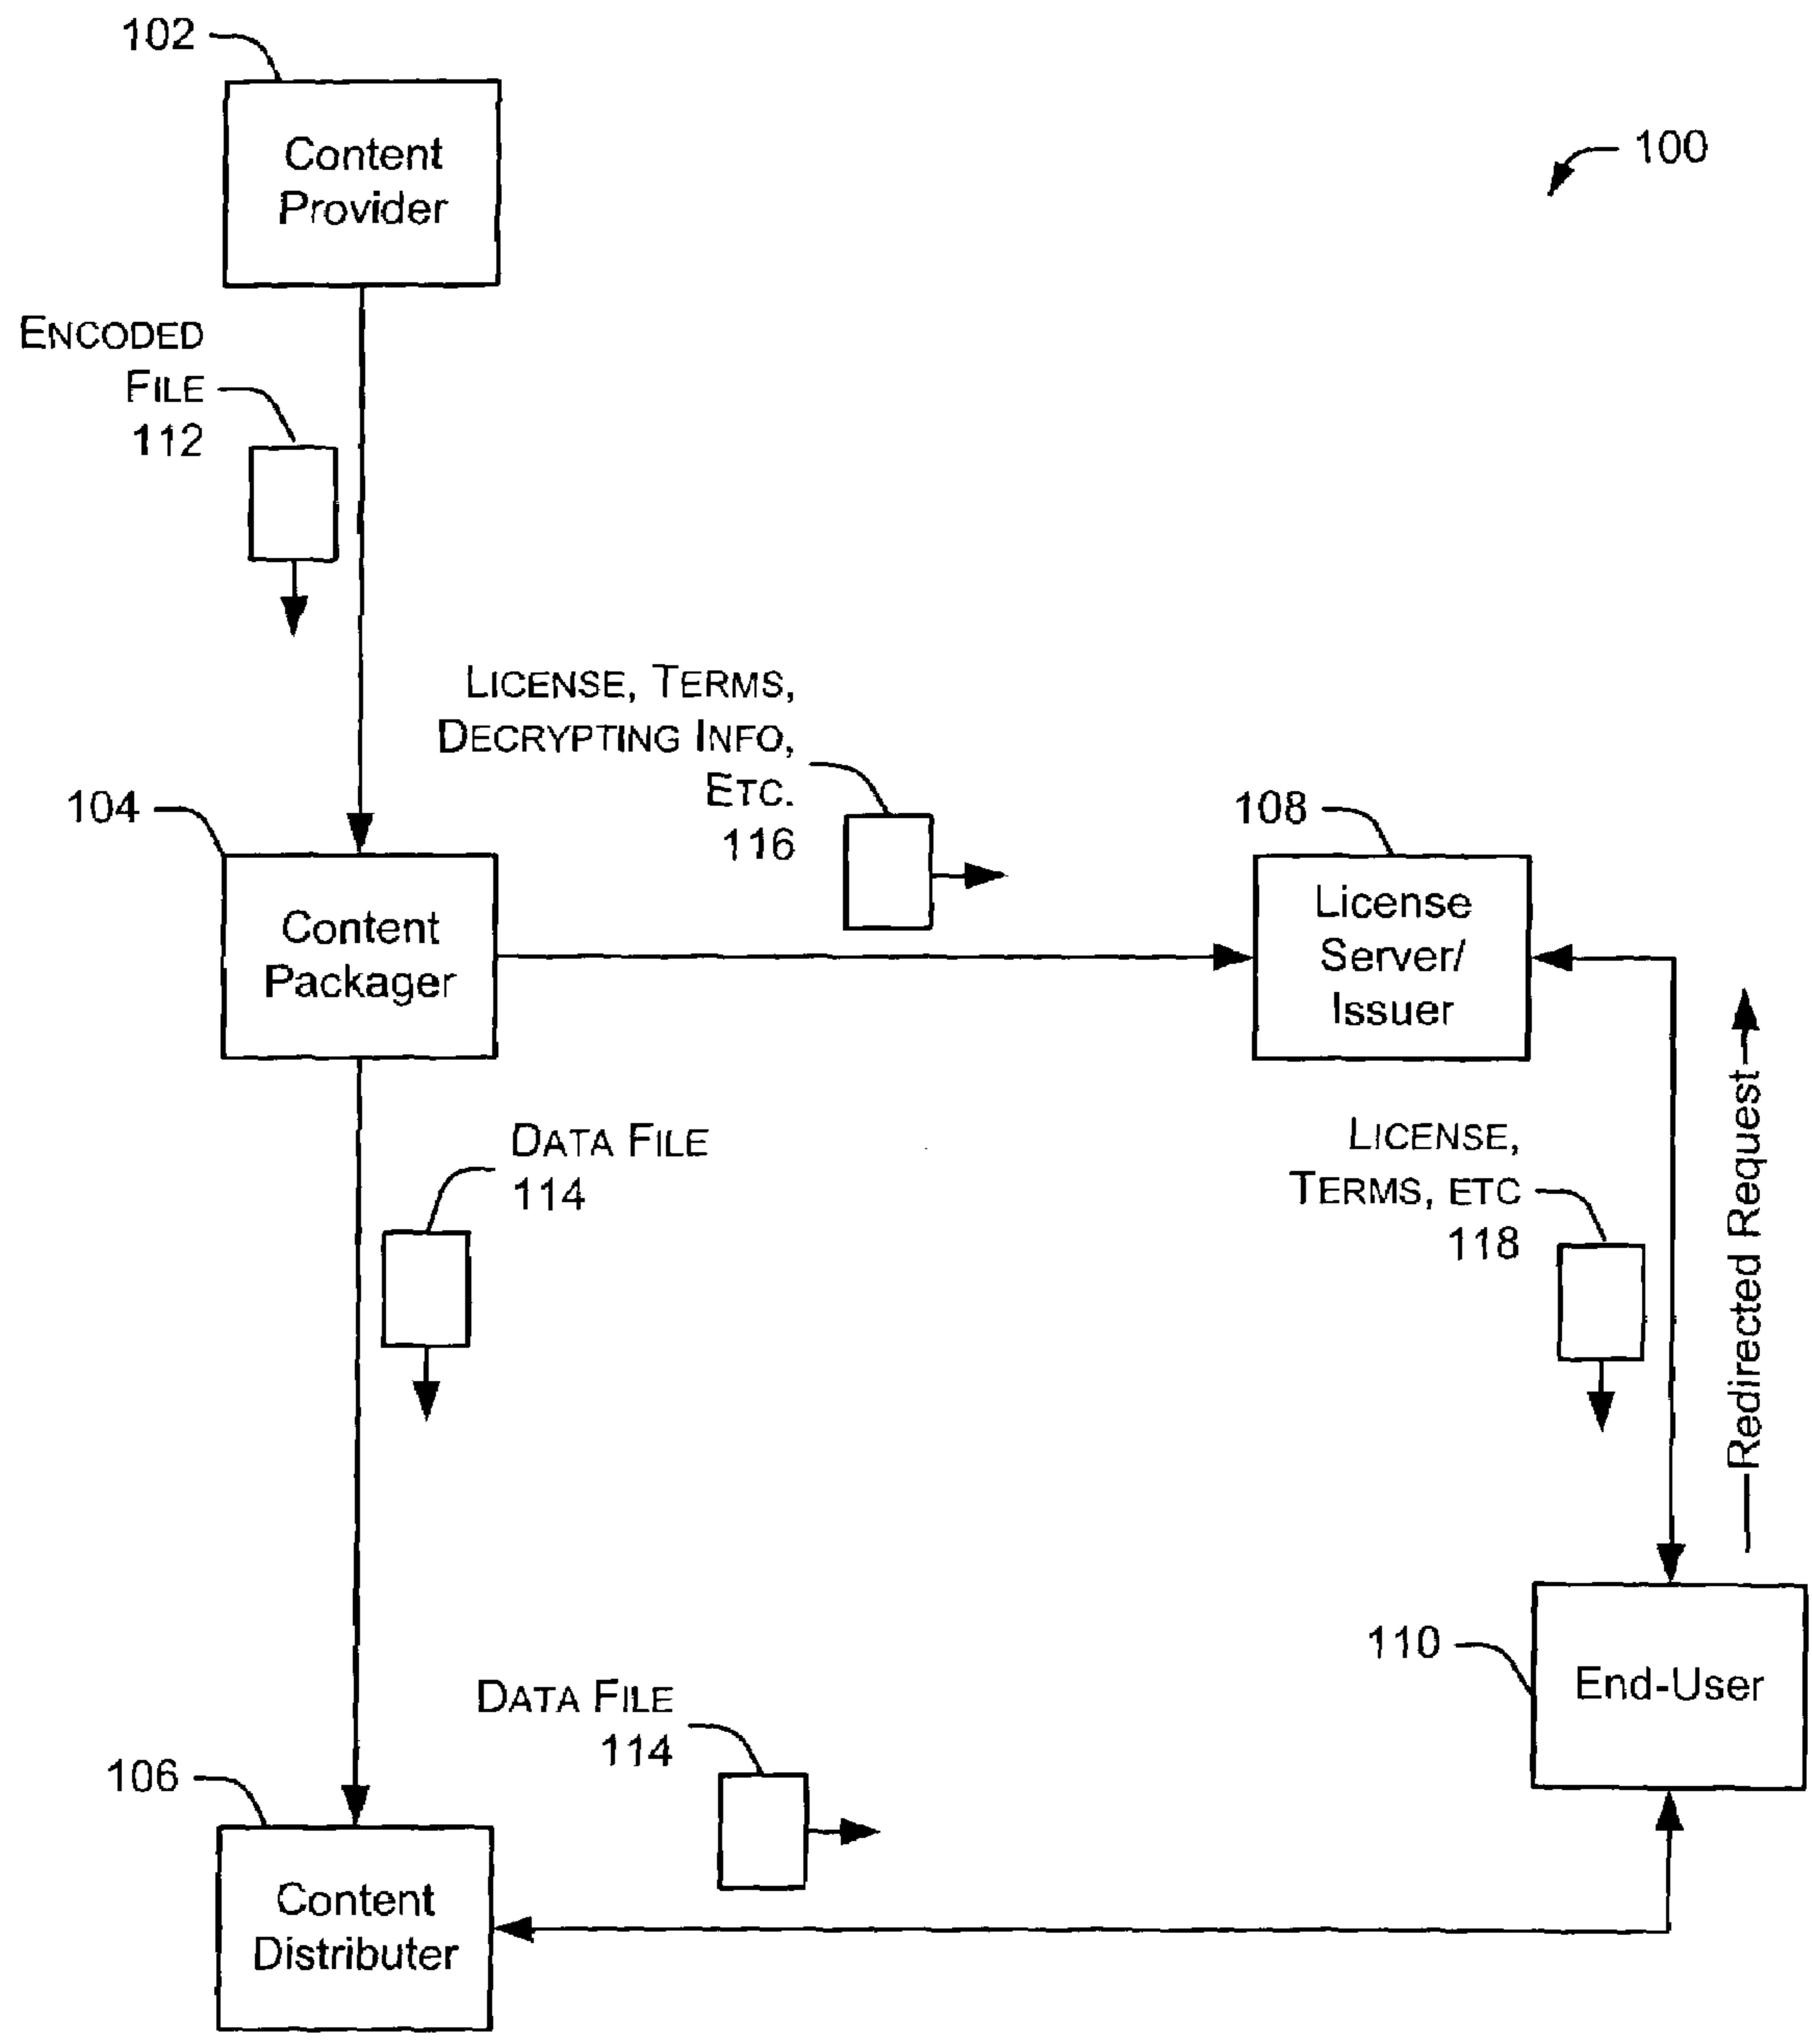 102
Content
Provider
100
ENCODED
FILE
112
LICENSE, TERMS,
DECRYPTING INFO,
ETC.
116
104
Content
Packager
108
License
Server/
Issuer
DATA FILE
114
LICENSE,
TERMS, ETC
118
Redirected Request
110
End-User
DATA FILE
114
106
Content
Distributer